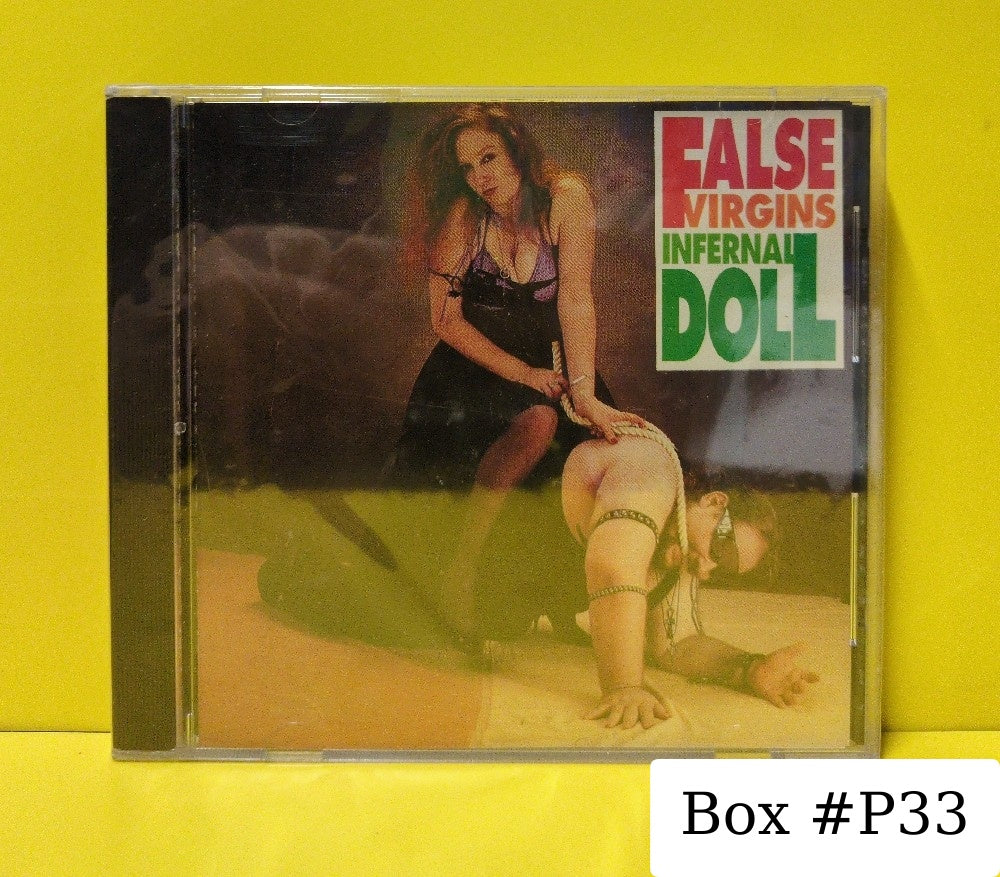 FALSE
VIRGINS
INFERNAL
DOLL
Box #P33